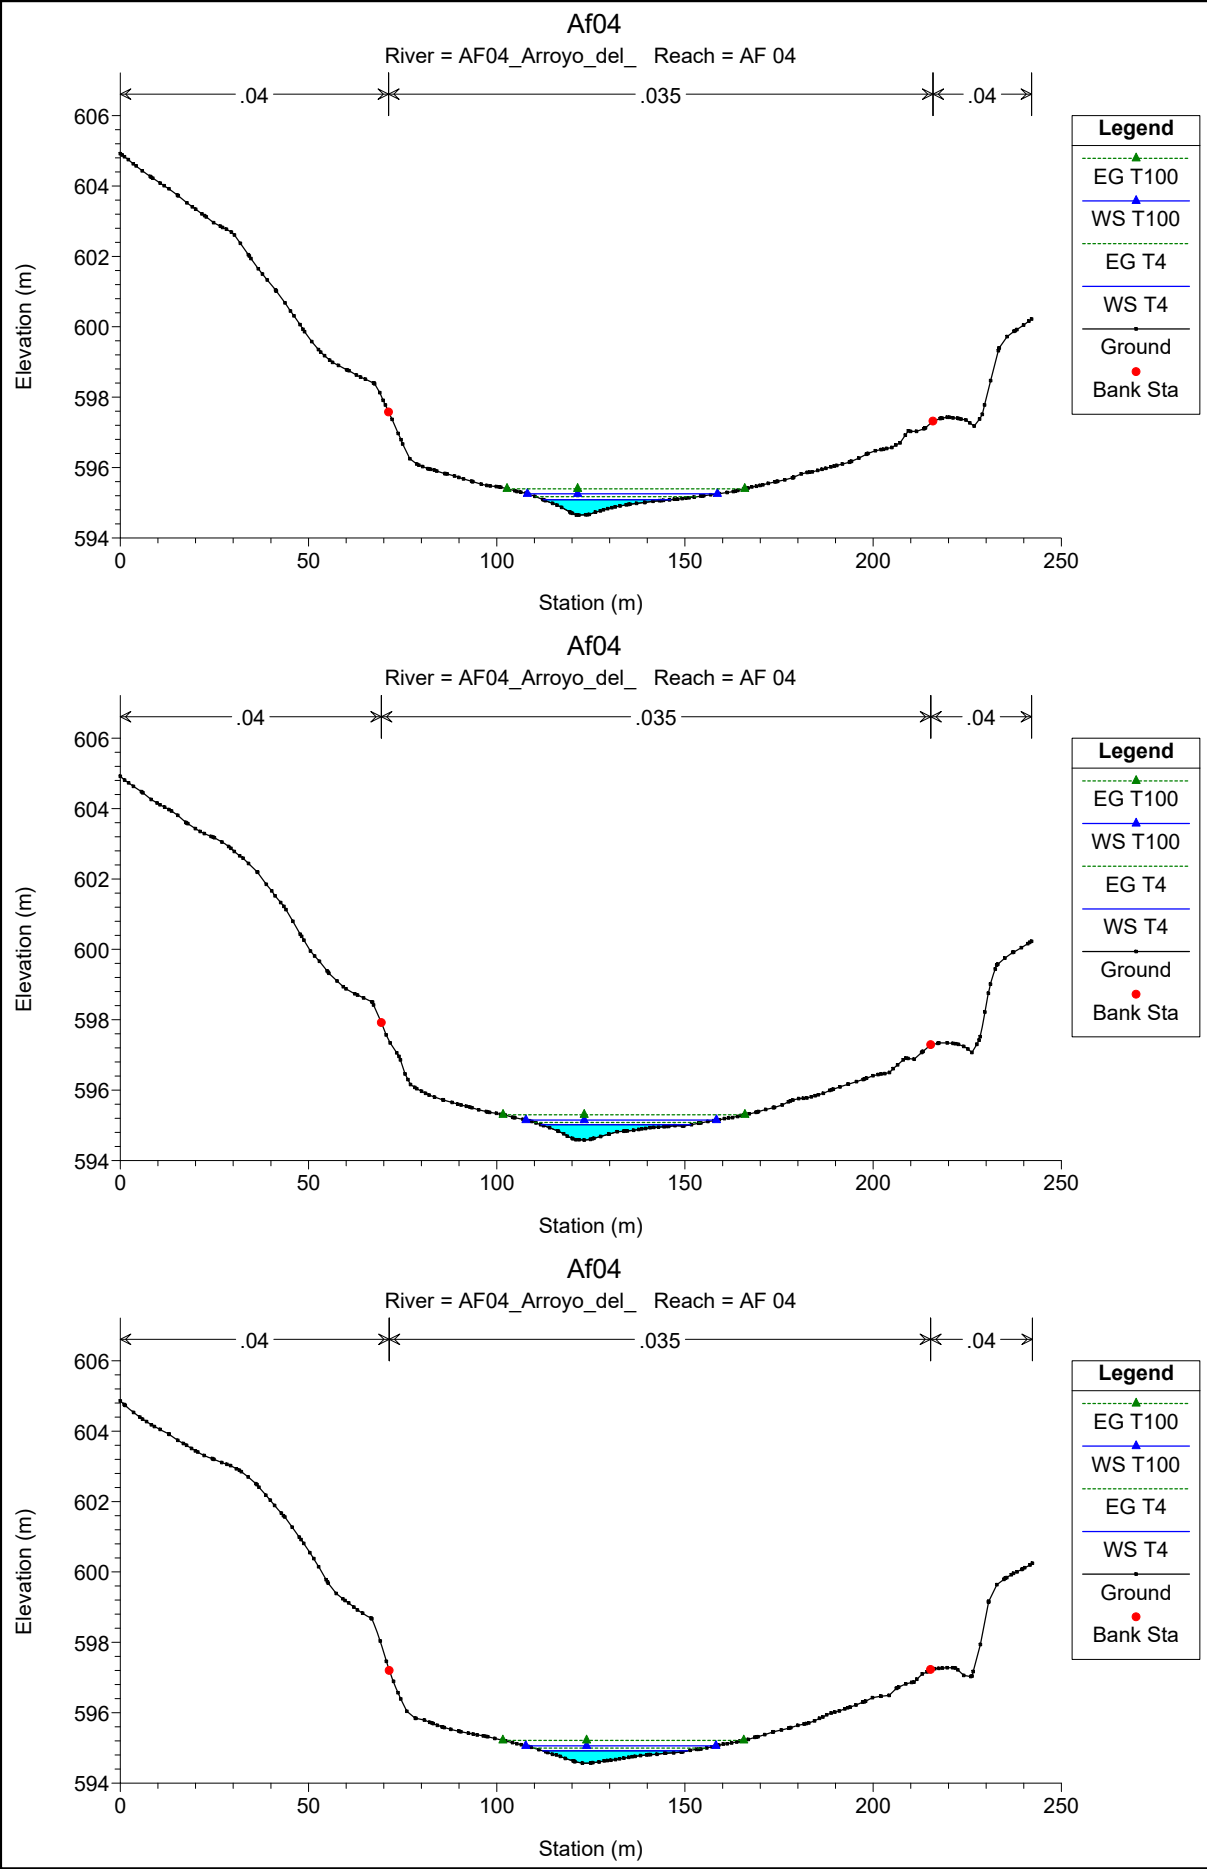 Af04
River = AF04_Arroyo_del_ Reach = AF 04
.04 .035 .04
Legend
EG T100
WS T100
EG T4
WS T4
Ground
Bank Sta
606
604
602
600
598
596
594
Elevation (m)
0 50 100 150 200 250
Station (m)
Af04
River = AF04_Arroyo_del_ Reach = AF 04
.04 .035 .04
Legend
EG T100
WS T100
EG T4
WS T4
Ground
Bank Sta
606
604
602
600
598
596
594
Elevation (m)
0 50 100 150 200 250
Station (m)
Af04
River = AF04_Arroyo_del_ Reach = AF 04
.04 .035 .04
Legend
EG T100
WS T100
EG T4
WS T4
Ground
Bank Sta
606
604
602
600
598
596
594
Elevation (m)
0 50 100 150 200 250
Station (m)